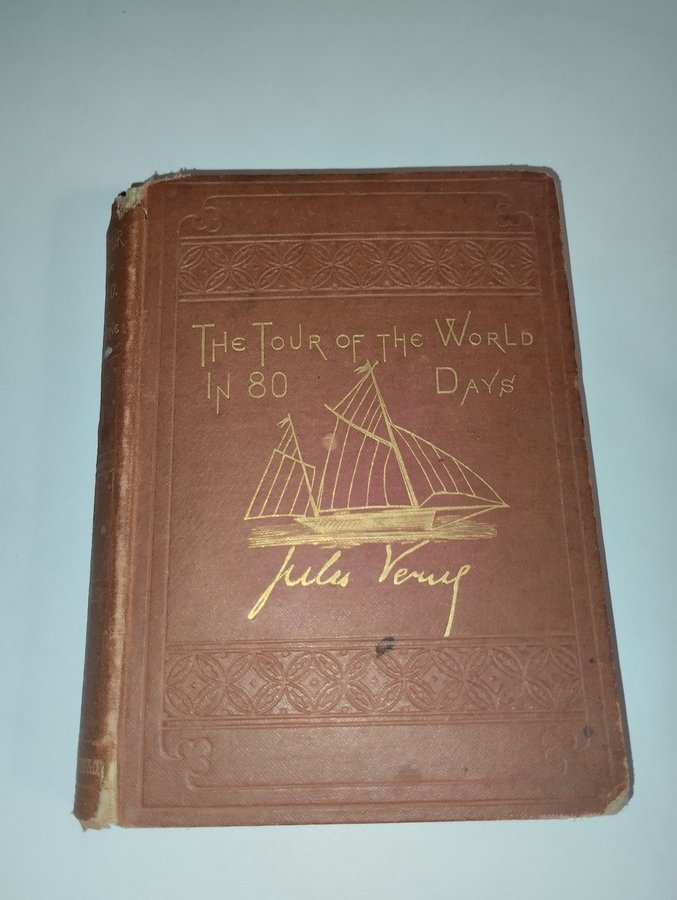 The Tour of the World
In 80 Days
Jules Verne